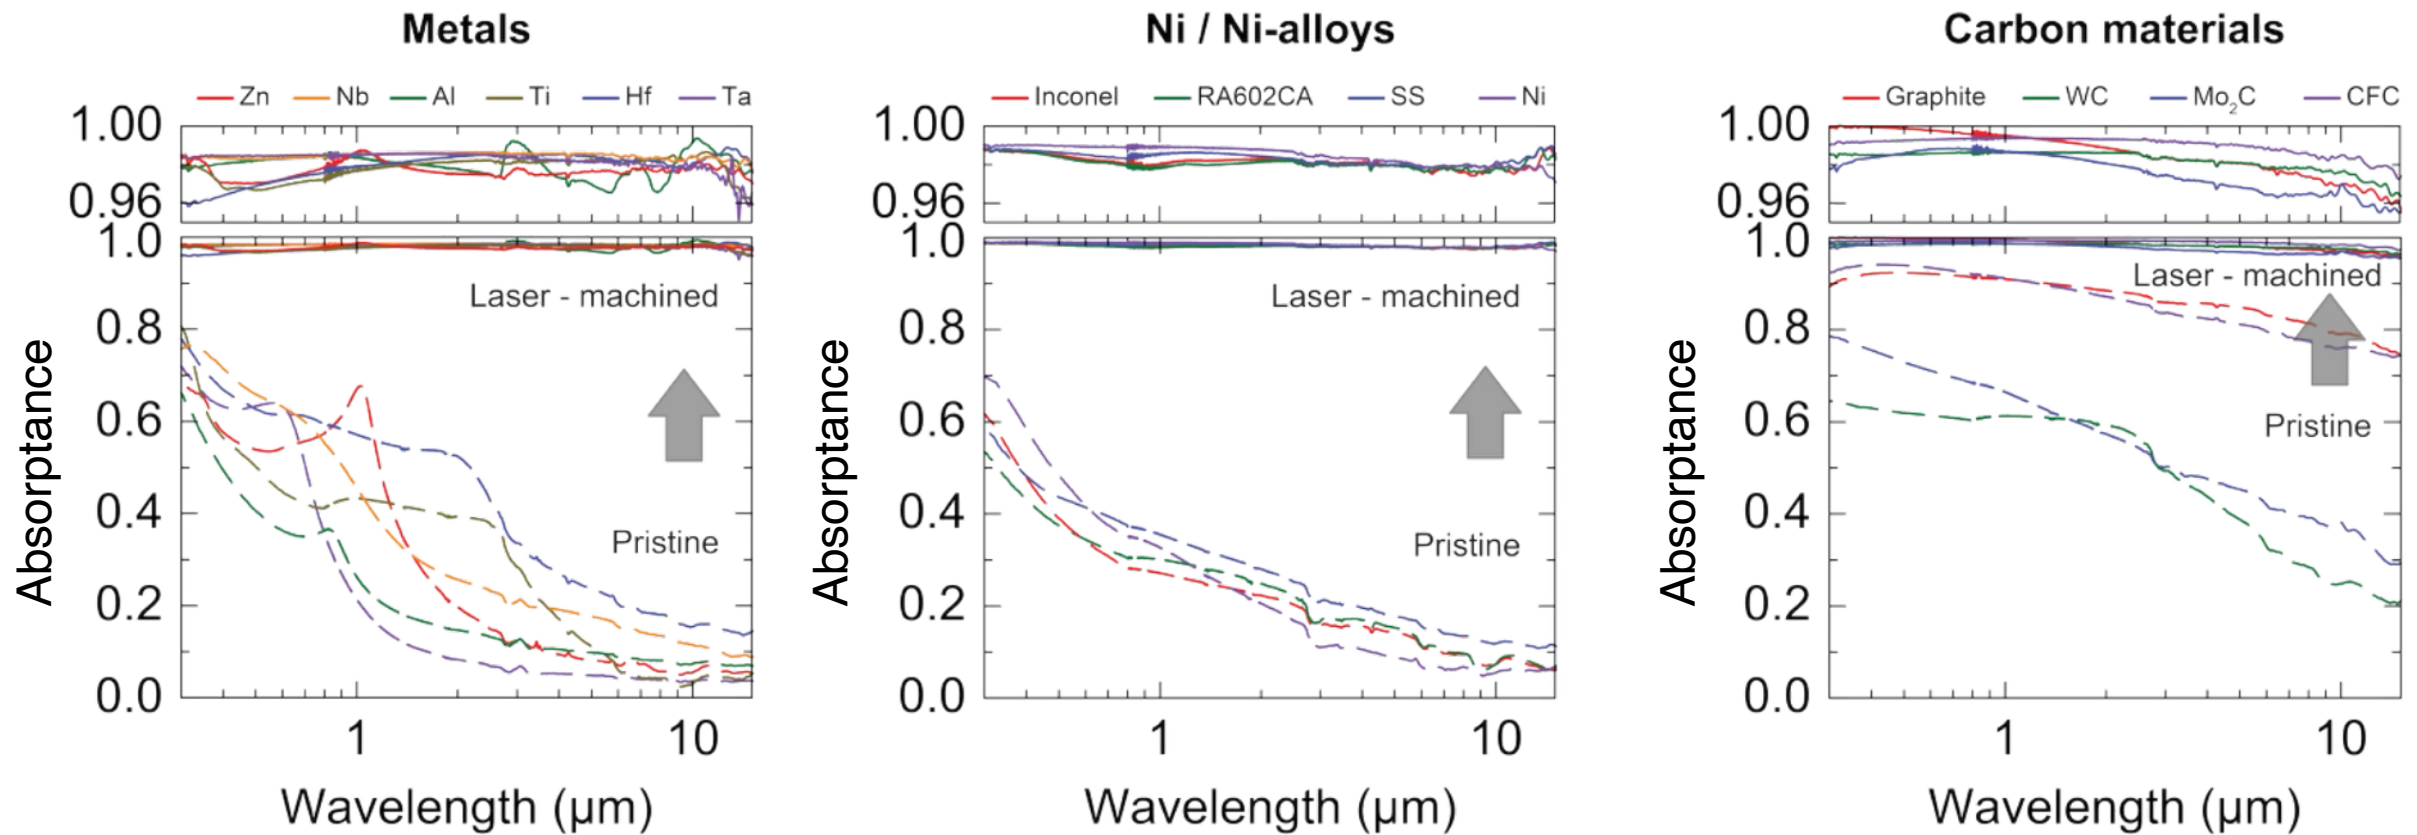 Metals
Zn Nb Al Ti Hf Ta
1.00
0.96
1.0
0.8
0.6
0.4
0.2
0.0
Absorptance
Laser - machined
Pristine
1 10
Wavelength (μm)
Ni / Ni-alloys
Inconel RA602CA SS Ni
1.00
0.96
1.0
0.8
0.6
0.4
0.2
0.0
Absorptance
Laser - machined
Pristine
1 10
Wavelength (μm)
Carbon materials
Graphite WC Mo₂C CFC
1.00
0.96
1.0
0.8
0.6
0.4
0.2
0.0
Absorptance
Laser - machined
Pristine
1 10
Wavelength (μm)